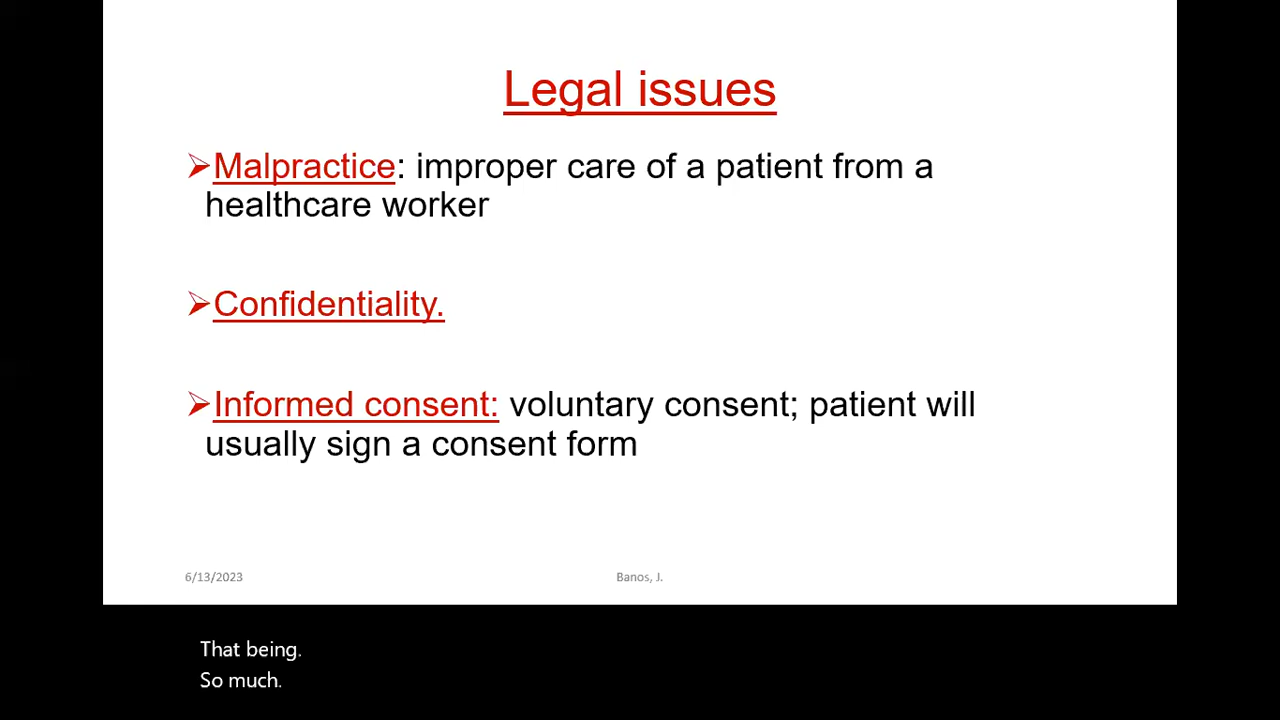 Legal issues
➢Malpractice: improper care of a patient from a
healthcare worker
➢Confidentiality.
➢Informed consent: voluntary consent; patient will
usually sign a consent form
6/13/2023
Banos, J.
That being.
So much.